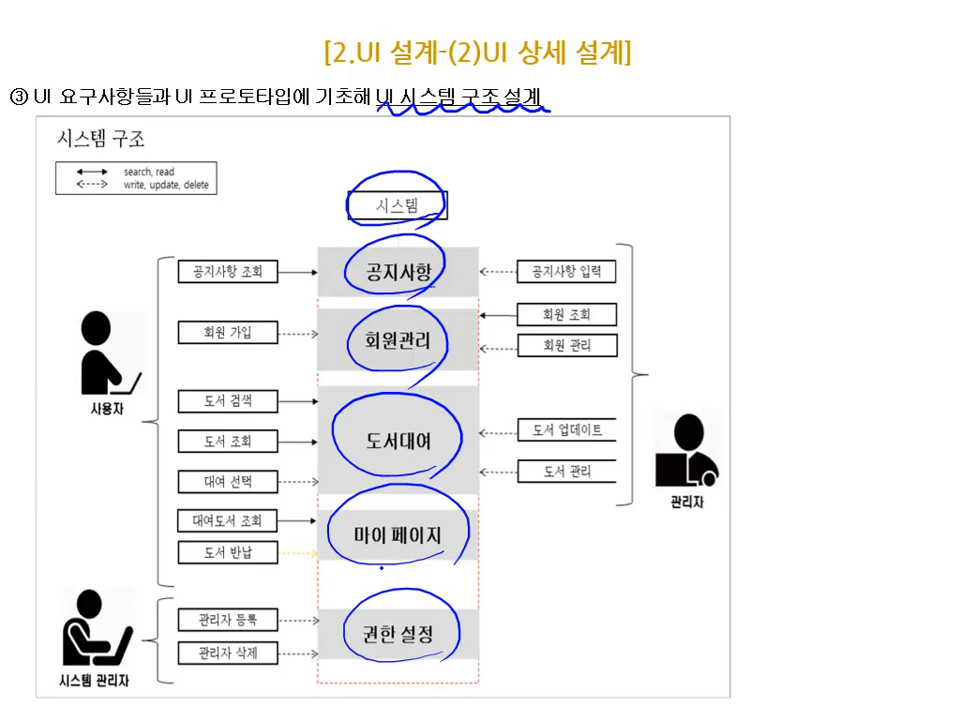 [2.UI 설계-(2)UI 상세 설계]
③ UI 요구사항들과 UI 프로토타입에 기초해 UI 시스템 구조 설계
시스템 구조
search, read
write, update, delete
시스템
공지사항 조회
공지사항
공지사항 입력
회원 조회
회원 가입
회원관리
회원 관리
사용자
도서 검색
도서 조회
도서대여
도서 업데이트
대여 선택
도서 관리
관리자
대여도서 조회
마이 페이지
도서 반납
관리자 등록
권한 설정
관리자 삭제
시스템 관리자